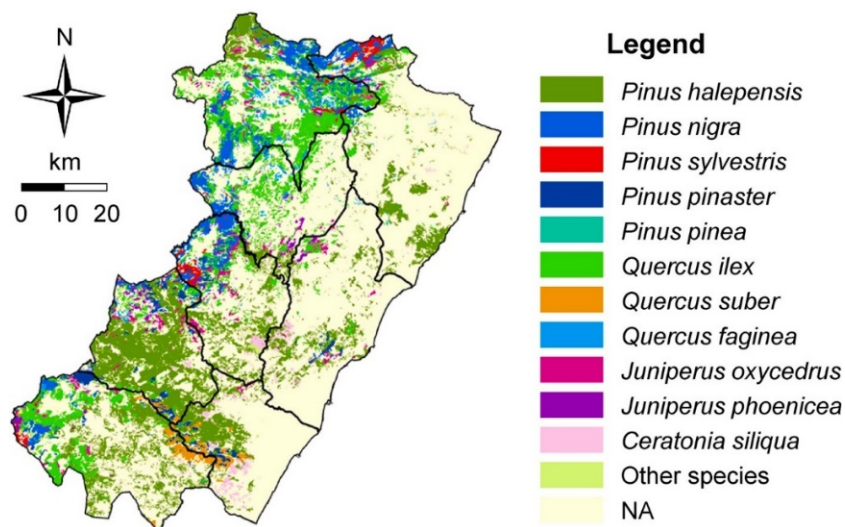 N
km
0 10 20
Legend
Pinus halepensis
Pinus nigra
Pinus sylvestris
Pinus pinaster
Pinus pinea
Quercus ilex
Quercus suber
Quercus faginea
Juniperus oxycedrus
Juniperus phoenicea
Ceratonia siliqua
Other species
NA